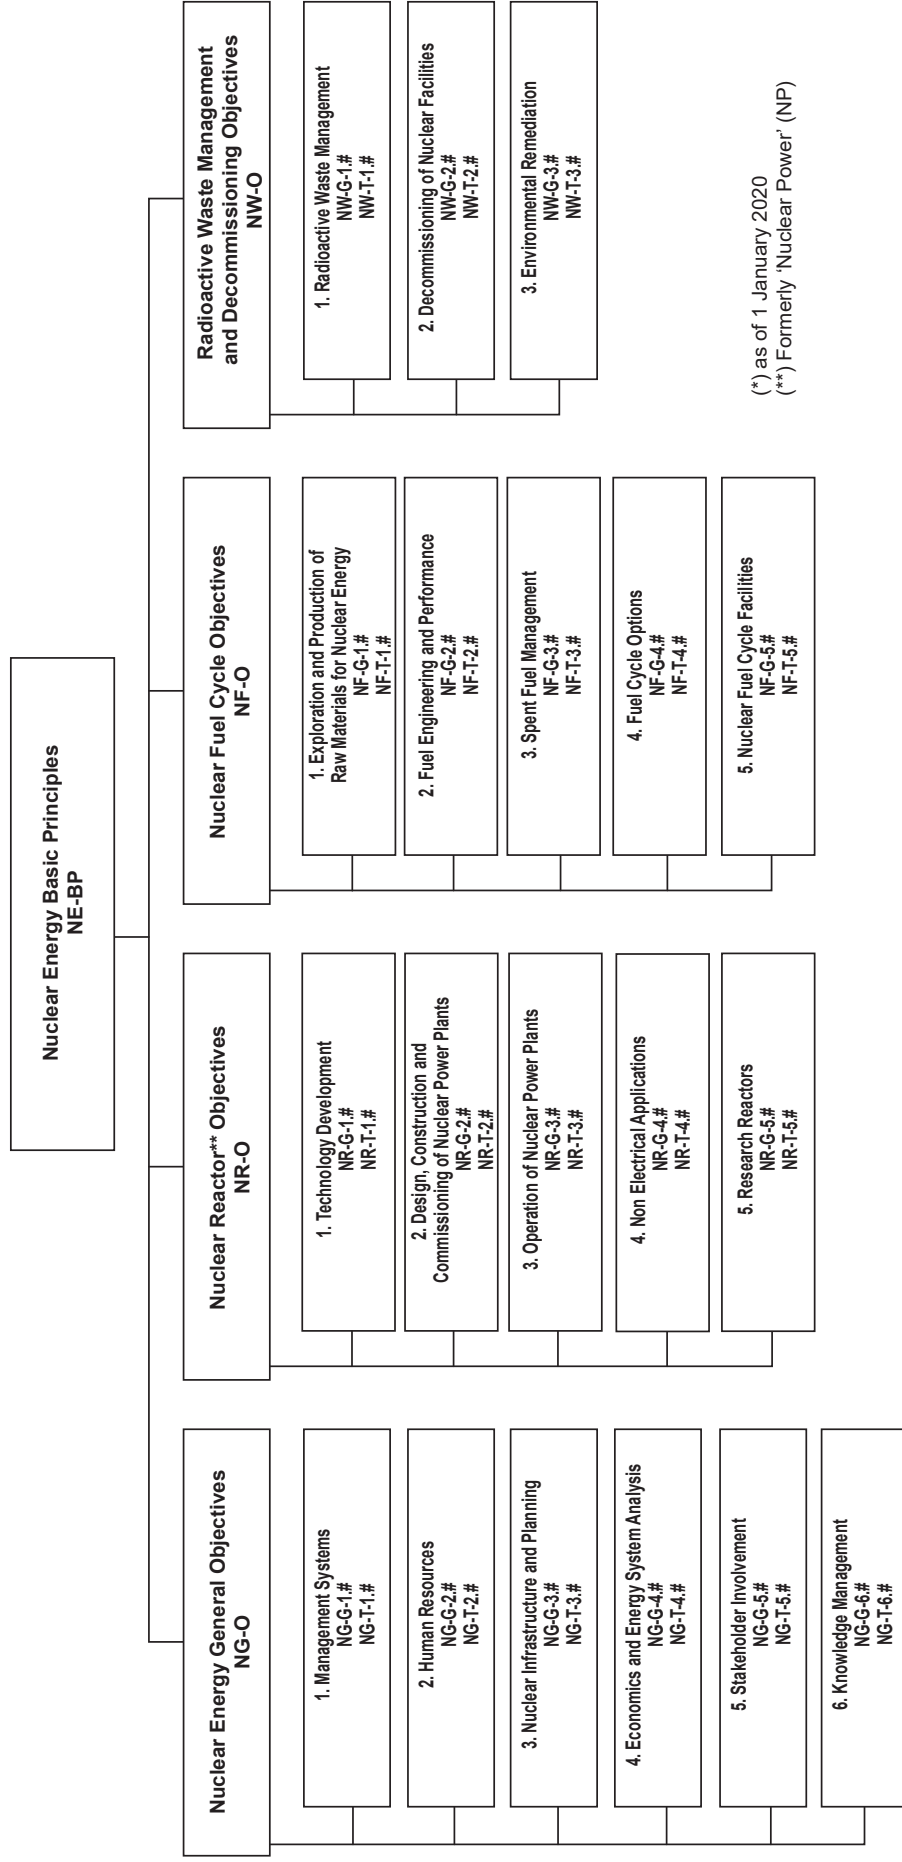 Nuclear Energy Basic Principles
NE-BP
Nuclear Energy General Objectives
NG-O
1. Management Systems
NG-G-1.#
NG-T-1.#
2. Human Resources
NG-G-2.#
NG-T-2.#
3. Nuclear Infrastructure and Planning
NG-G-3.#
NG-T-3.#
4. Economics and Energy System Analysis
NG-G-4.#
NG-T-4.#
5. Stakeholder Involvement
NG-G-5.#
NG-T-5.#
6. Knowledge Management
NG-G-6.#
NG-T-6.#
Nuclear Reactor** Objectives
NR-O
1. Technology Development
NR-G-1.#
NR-T-1.#
2. Design, Construction and
Commissioning of Nuclear Power Plants
NR-G-2.#
NR-T-2.#
3. Operation of Nuclear Power Plants
NR-G-3.#
NR-T-3.#
4. Non Electrical Applications
NR-G-4.#
NR-T-4.#
5. Research Reactors
NR-G-5.#
NR-T-5.#
Nuclear Fuel Cycle Objectives
NF-O
1. Exploration and Production of
Raw Materials for Nuclear Energy
NF-G-1.#
NF-T-1.#
2. Fuel Engineering and Performance
NF-G-2.#
NF-T-2.#
3. Spent Fuel Management
NF-G-3.#
NF-T-3.#
4. Fuel Cycle Options
NF-G-4.#
NF-T-4.#
5. Nuclear Fuel Cycle Facilities
NF-G-5.#
NF-T-5.#
Radioactive Waste Management
and Decommissioning Objectives
NW-O
1. Radioactive Waste Management
NW-G-1.#
NW-T-1.#
2. Decommissioning of Nuclear Facilities
NW-G-2.#
NW-T-2.#
3. Environmental Remediation
NW-G-3.#
NW-T-3.#
(*) as of 1 January 2020
(**) Formerly ‘Nuclear Power’ (NP)